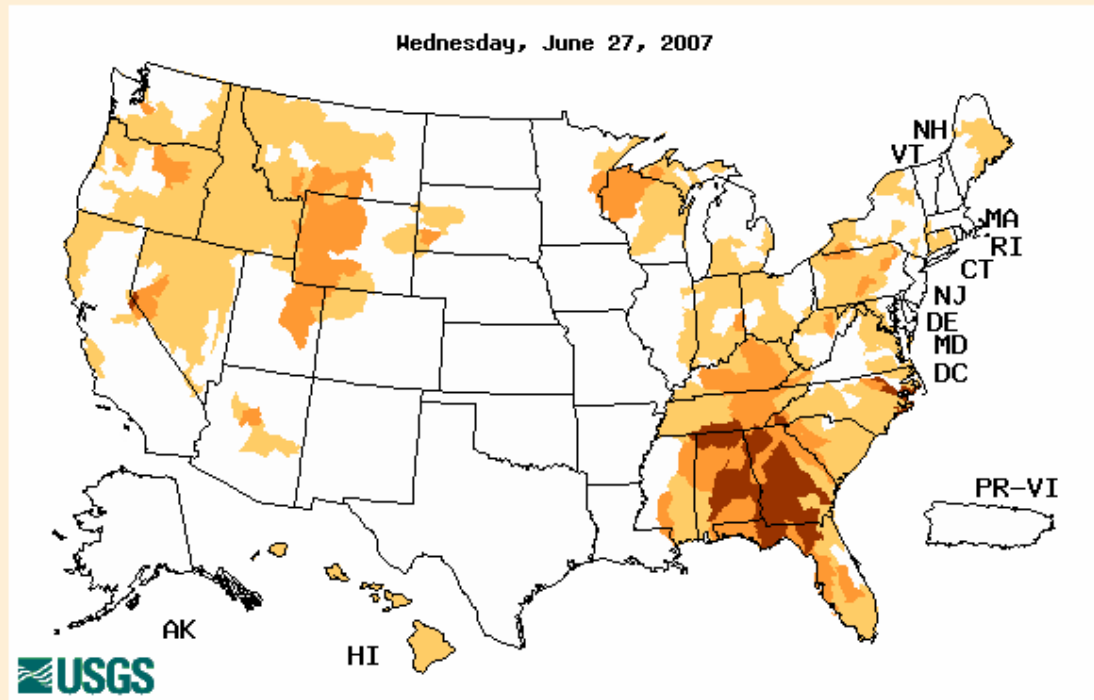 Wednesday, June 27, 2007
NH
VT
MA
RI
CT
NJ
DE
MD
DC
PR-VI
AK
HI
USGS